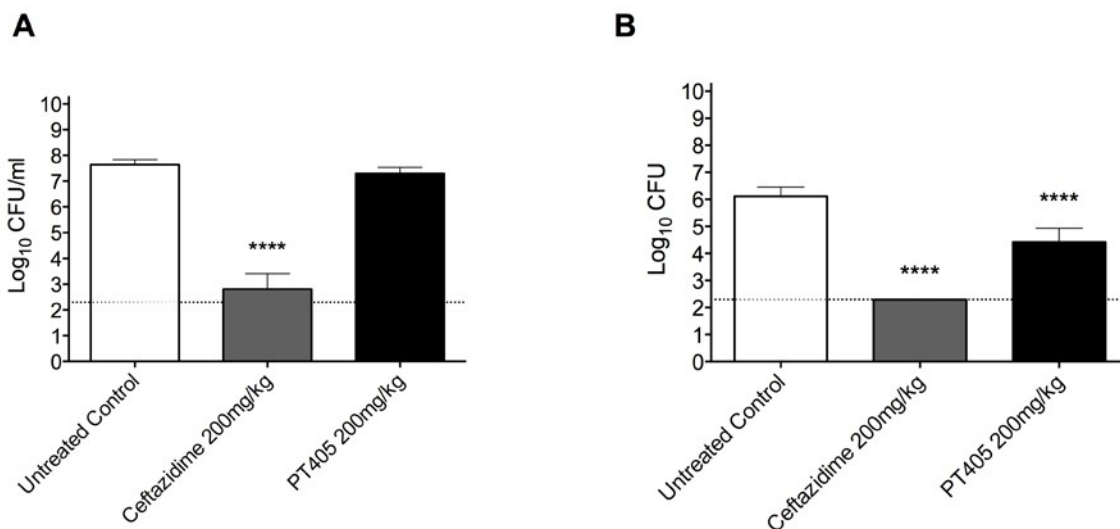 A
Log10 CFU/ml
10
9
8
7
6
5
4
3
2
1
0
****
Untreated Control
Ceftazidime 200mg/kg
PT405 200mg/kg
B
Log10 CFU
10
9
8
7
6
5
4
3
2
1
0
****
****
Untreated Control
Ceftazidime 200mg/kg
PT405 200mg/kg